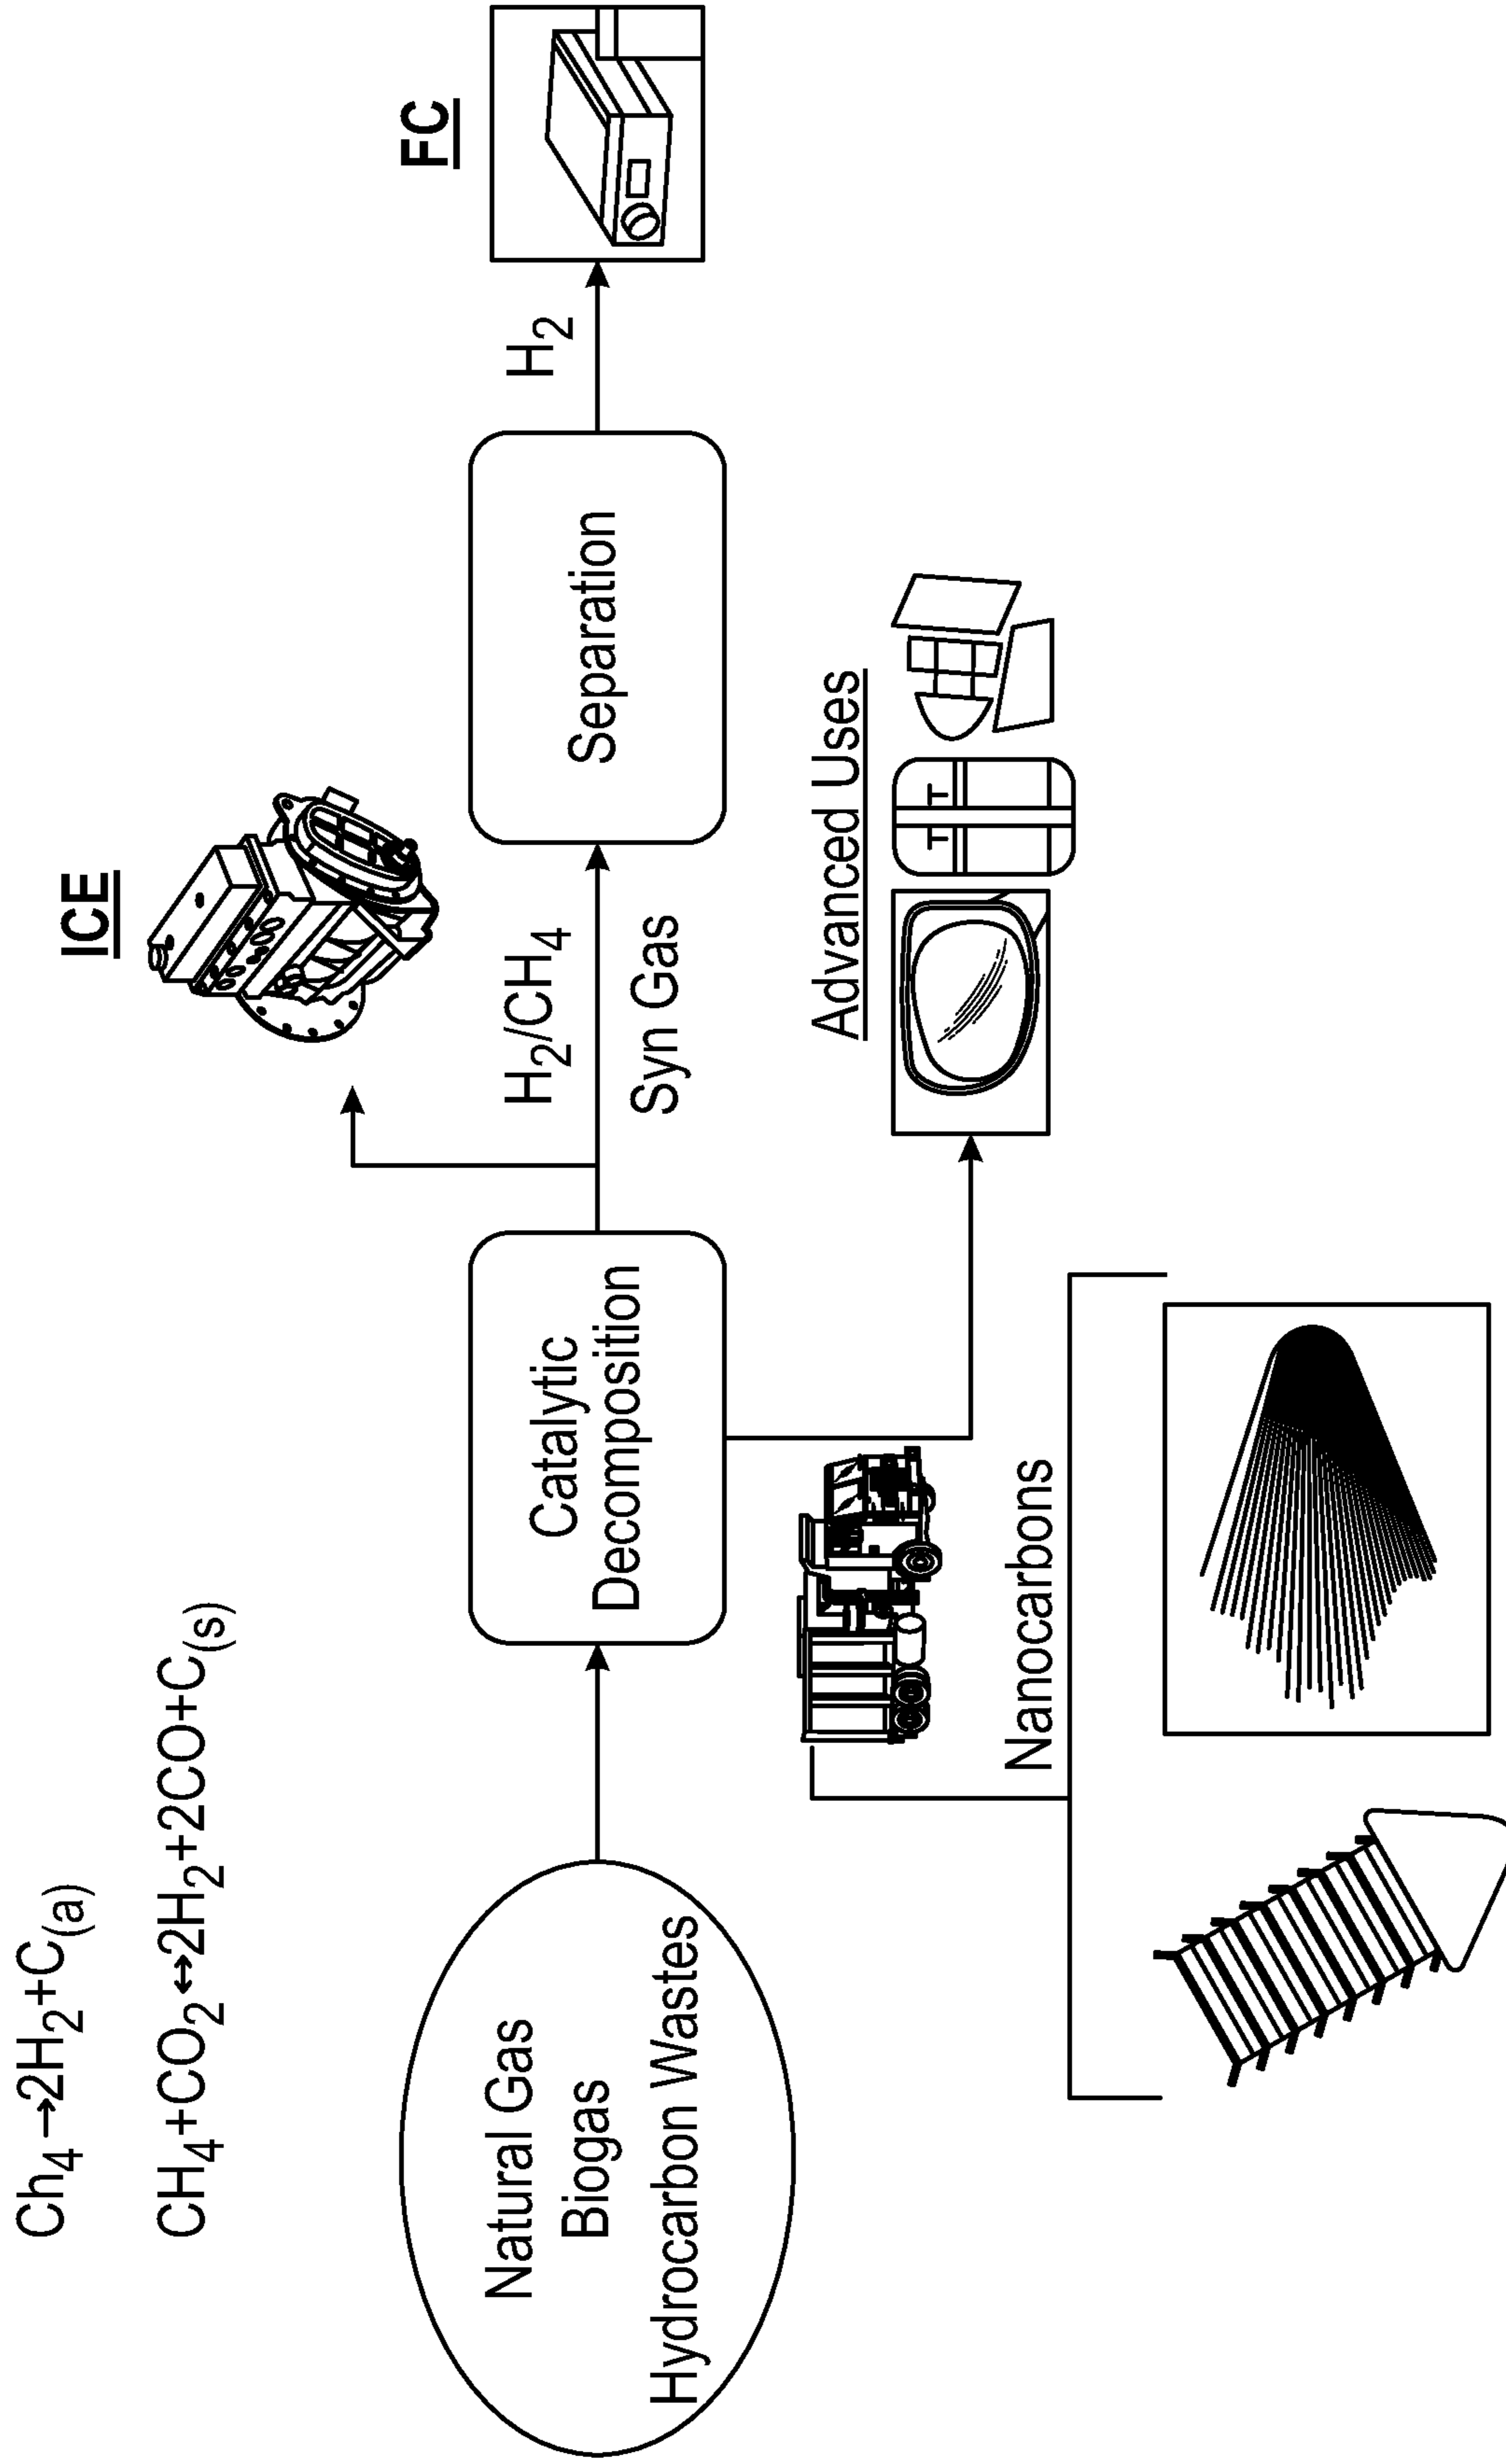 Ch₄→2H₂+C₍ₐ₎
CH₄+CO₂↔2H₂+2CO+C₍ₛ₎
ICE
FC
Natural Gas
Biogas
Hydrocarbon Wastes
Catalytic
Decomposition
H₂/CH₄
Syn Gas
Separation
H₂
Advanced Uses
Nanocarbons